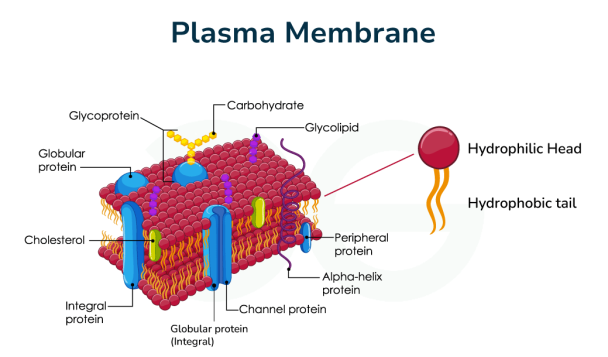 Plasma Membrane
Carbohydrate
Glycoprotein
Glycolipid
Globular
protein
Hydrophilic Head
Hydrophobic tail
Cholesterol
Peripheral
protein
Alpha-helix
protein
Integral
protein
Channel protein
Globular protein
(Integral)